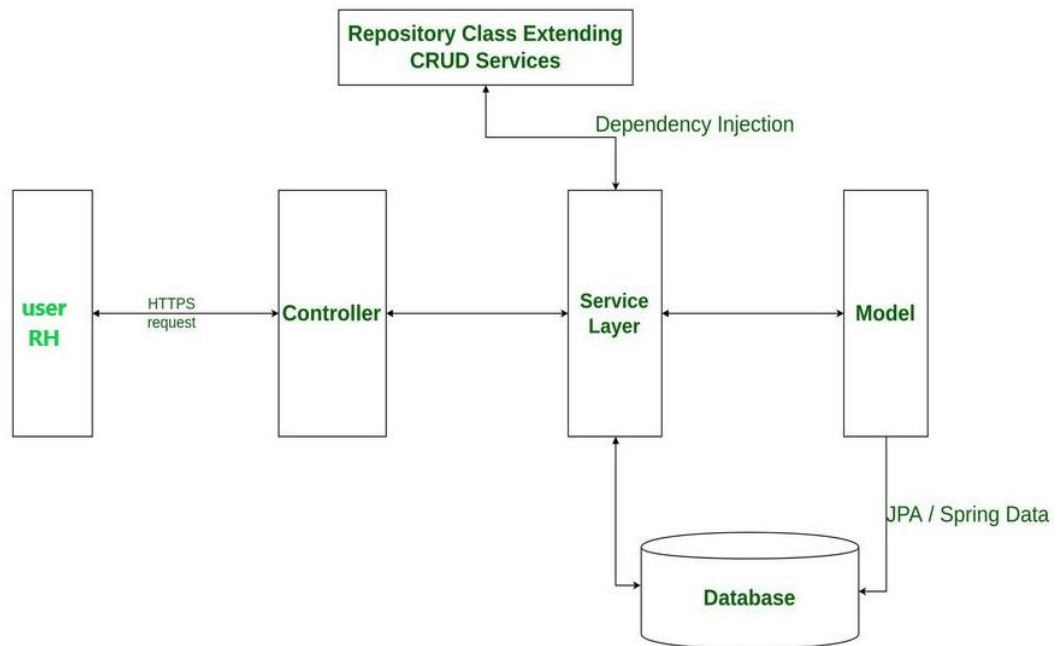 Repository Class Extending
CRUD Services
Dependency Injection
user
RH
HTTPS
request
Controller
Service
Layer
Model
JPA / Spring Data
Database